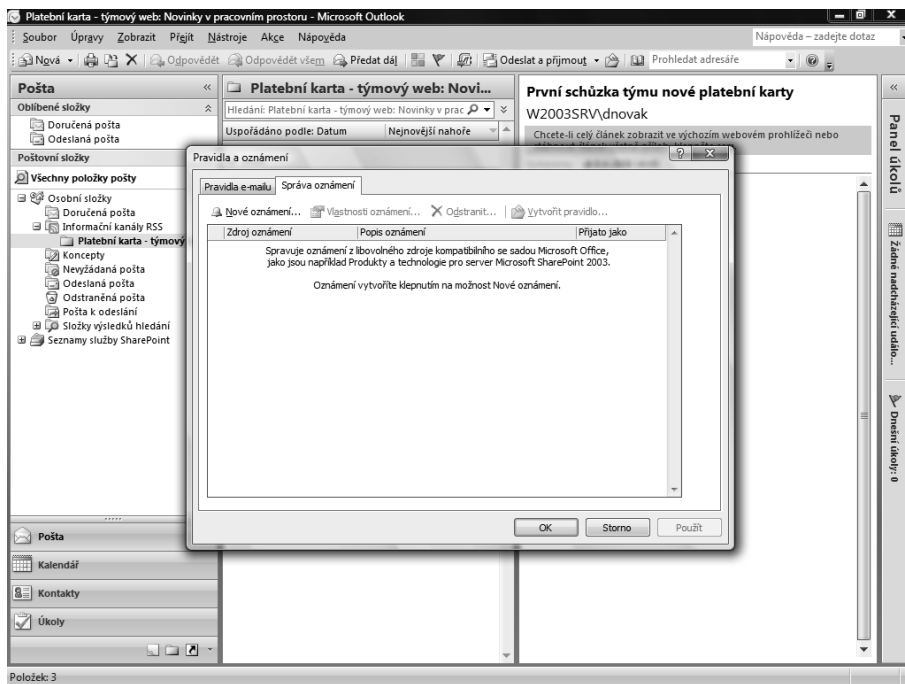 Platební karta - týmový web: Novinky v pracovním prostoru - Microsoft Outlook
Soubor Úpravy Zobrazit Přejít Nástroje Akce Nápověda
Nápověda – zadejte dotaz
Nový Odpovědět Odpovědět všem Předat dál Odeslat a přijmout Prohledat adresáře
Pošta
Oblíbené složky
Doručená pošta
Odeslaná pošta
Poštovní složky
Všechny položky pošty
Osobní složky
Doručená pošta
Informační kanály RSS
Platební karta - týmový
Koncepty
Nevyžádaná pošta
Odeslaná pošta
Odstraněná pošta
Pošta k odeslání
Složky výsledků hledání
Seznamy služby SharePoint
Pošta
Kalendář
Kontakty
Úkoly
Platební karta - týmový web: Novi...
Hledání: Platební karta - týmový web: Novinky v prac
Uspořádáno podle: Datum Nejnovější nahoře
První schůzka týmu nové platební karty
W2003SRV\dnovak
Chcete-li celý článek zobrazit ve výchozím webovém prohlížeči nebo
Pravidla a oznámení
Pravidla e-mailu Správa oznámení
Nové oznámení... Vlastnosti oznámení... Odstranit... Vytvořit pravidlo...
Zdroj oznámení Popis oznámení Přijato jako
Spravuje oznámení z libovolného zdroje kompatibilního se sadou Microsoft Office,
jako jsou například Produkty a technologie pro server Microsoft SharePoint 2003.
Oznámení vytvoříte klepnutím na možnost Nové oznámení.
OK Storno Použít
Panel úkolů
Žádné nadcházející událo...
Dnešní úkoly: 0
Položek: 3